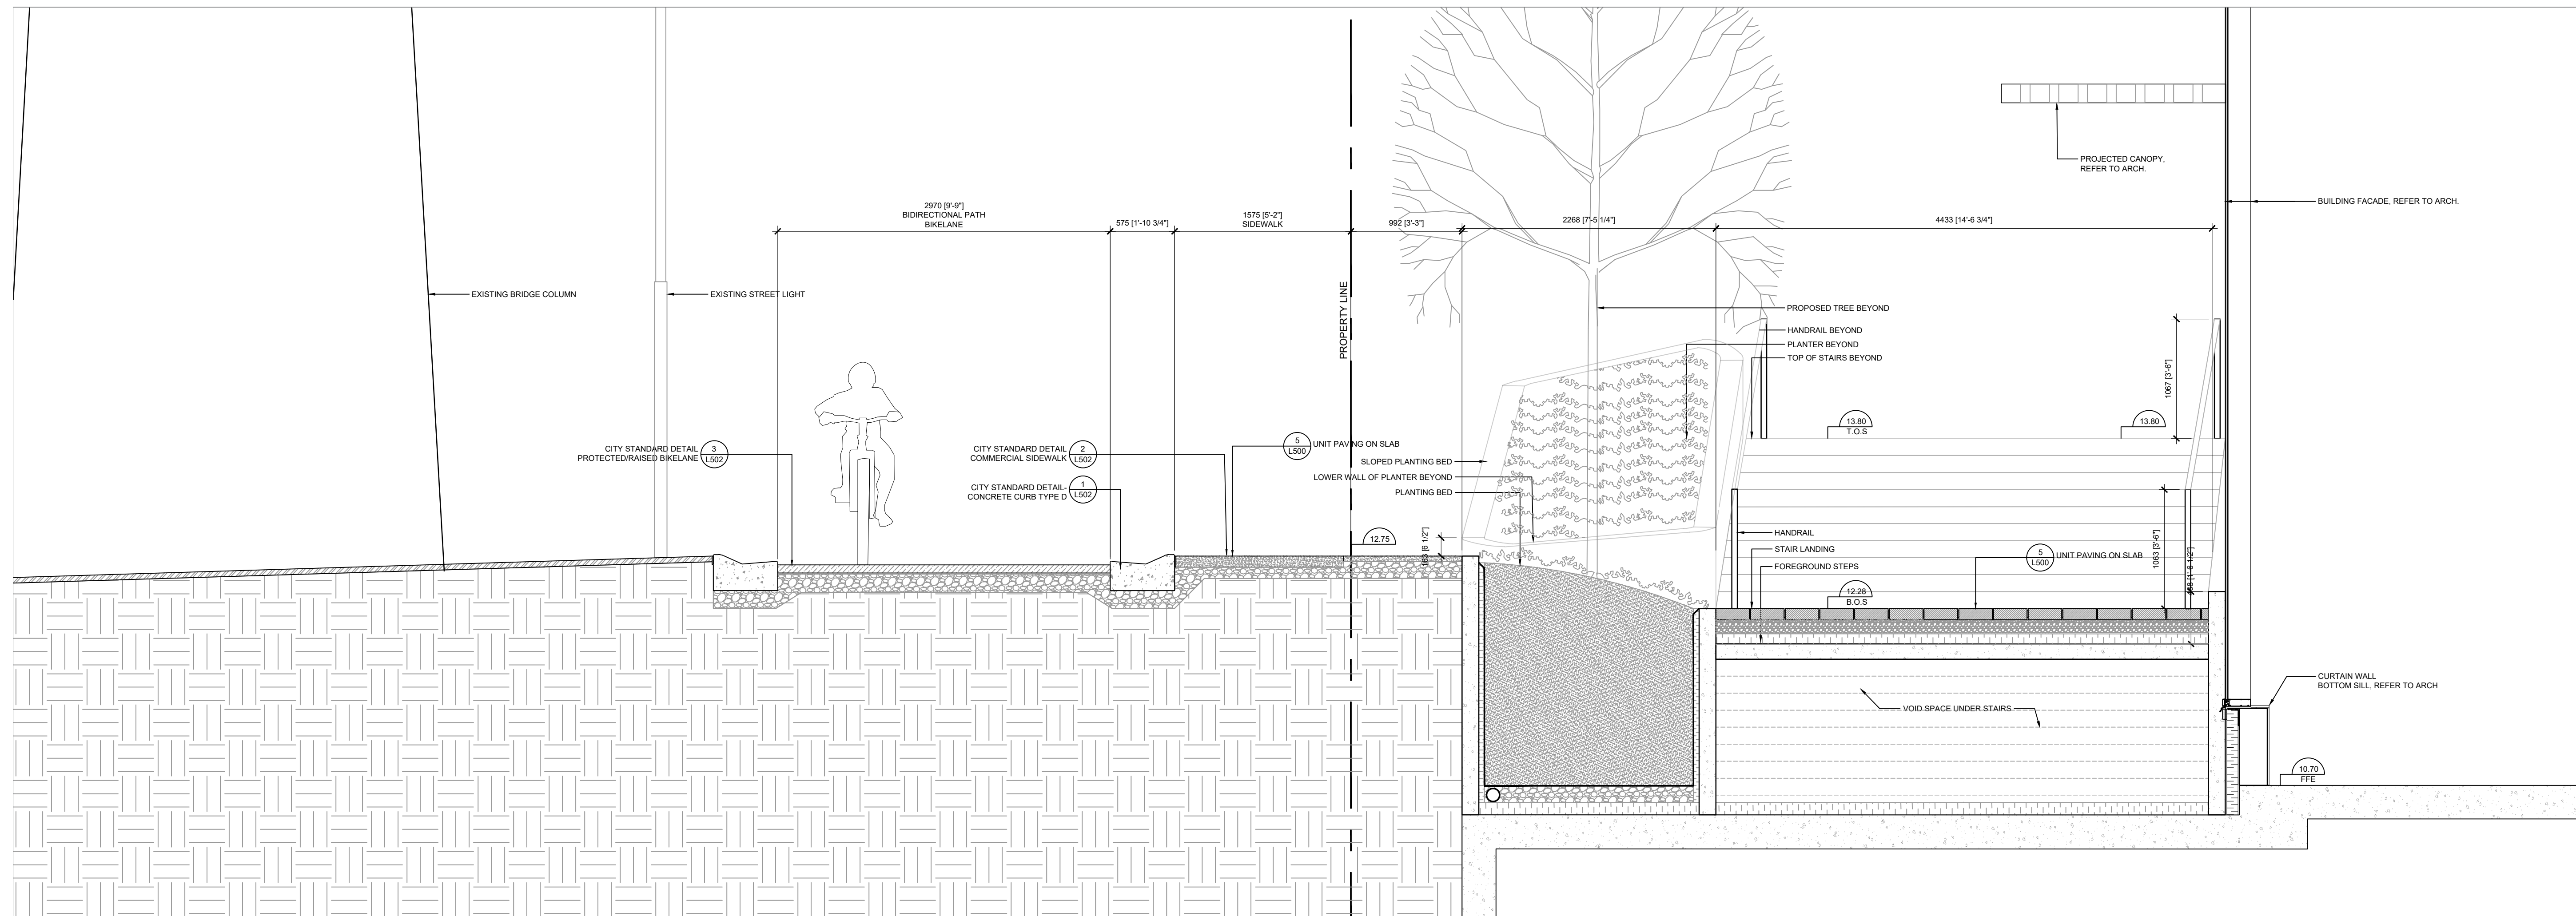 PROJECTED CANOPY,
REFER TO ARCH.
BUILDING FACADE, REFER TO ARCH.
2970 [9'-9"]
BIDIRECTIONAL PATH
BIKELANE
575 [1'-10 3/4"]
1575 [5'-2"]
SIDEWALK
992 [3'-3"]
2268 [7'-5 1/4"]
4433 [14'-6 3/4"]
EXISTING BRIDGE COLUMN
EXISTING STREET LIGHT
PROPERTY LINE
PROPOSED TREE BEYOND
HANDRAIL BEYOND
PLANTER BEYOND
TOP OF STAIRS BEYOND
1067 [3'-6"]
13.80
T.O.S
13.80
CITY STANDARD DETAIL
PROTECTED/RAISED BIKELANE
3
L502
CITY STANDARD DETAIL
COMMERCIAL SIDEWALK
2
L502
5
L500
UNIT PAVING ON SLAB
SLOPED PLANTING BED
LOWER WALL OF PLANTER BEYOND
PLANTING BED
CITY STANDARD DETAIL-
CONCRETE CURB TYPE D
1
L502
12.75
[6 1/2"]
HANDRAIL
STAIR LANDING
FOREGROUND STEPS
5
L500
UNIT PAVING ON SLAB
1063 [3'-6"]
[1'-6 1/2"]
12.28
B.O.S
CURTAIN WALL
BOTTOM SILL, REFER TO ARCH
VOID SPACE UNDER STAIRS
10.70
FFE